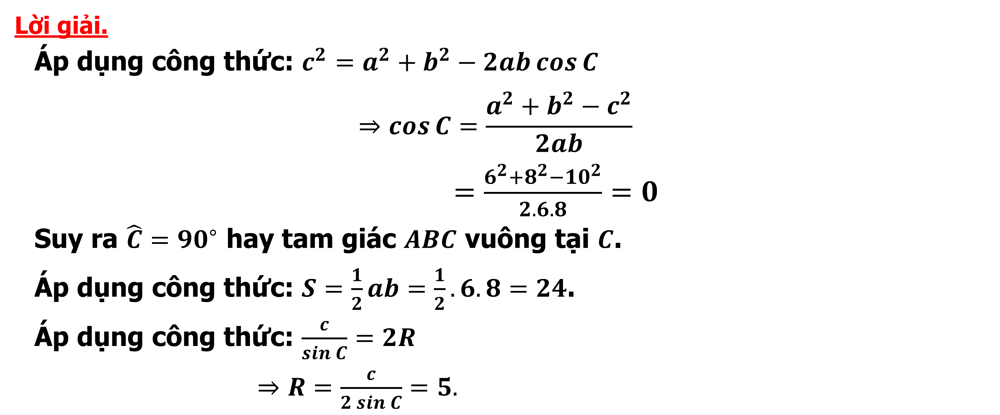 Lời giải.
Áp dụng công thức: $c^2 = a^2 + b^2 - 2ab \cos C$
$\Rightarrow \cos C = \frac{a^2 + b^2 - c^2}{2ab}$
$= \frac{6^2+8^2-10^2}{2.6.8} = 0$
Suy ra $\widehat{C} = 90^\circ$ hay tam giác $ABC$ vuông tại $C$.
Áp dụng công thức: $S = \frac{1}{2}ab = \frac{1}{2}.6.8 = 24$.
Áp dụng công thức: $\frac{c}{\sin C} = 2R$
$\Rightarrow R = \frac{c}{2 \sin C} = 5.$